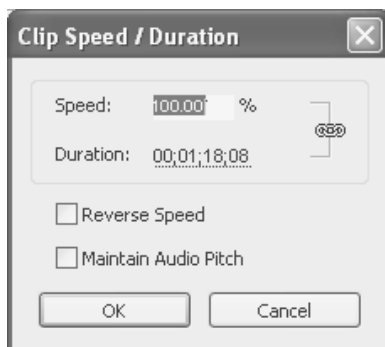 Clip Speed / Duration
Speed: 100.00 %
Duration: 00;01;18;08
Reverse Speed
Maintain Audio Pitch
OK Cancel